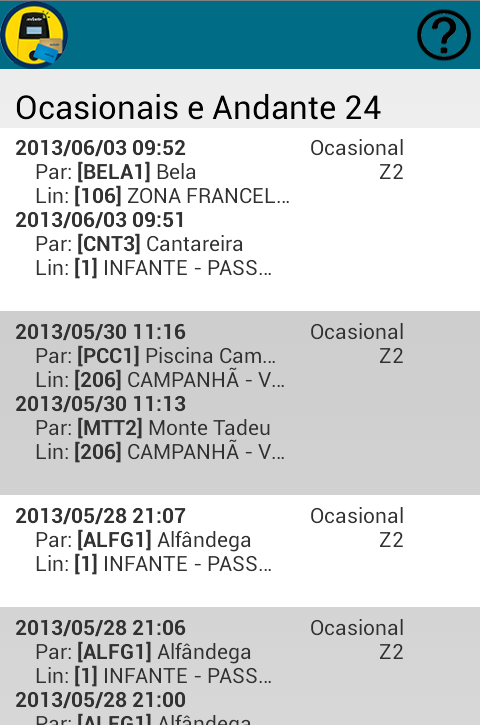 Ocasionais e Andante 24
2013/06/03 09:52 Ocasional
Par: [BELA1] Bela Z2
Lin: [106] ZONA FRANCEL...
2013/06/03 09:51
Par: [CNT3] Cantareira
Lin: [1] INFANTE - PASS...
2013/05/30 11:16 Ocasional
Par: [PCC1] Piscina Cam... Z2
Lin: [206] CAMPANHÃ - V...
2013/05/30 11:13
Par: [MTT2] Monte Tadeu
Lin: [206] CAMPANHÃ - V...
2013/05/28 21:07 Ocasional
Par: [ALFG1] Alfândega Z2
Lin: [1] INFANTE - PASS...
2013/05/28 21:06 Ocasional
Par: [ALFG1] Alfândega Z2
Lin: [1] INFANTE - PASS...
2013/05/28 21:00
Par: [ALFG1] Alfândega